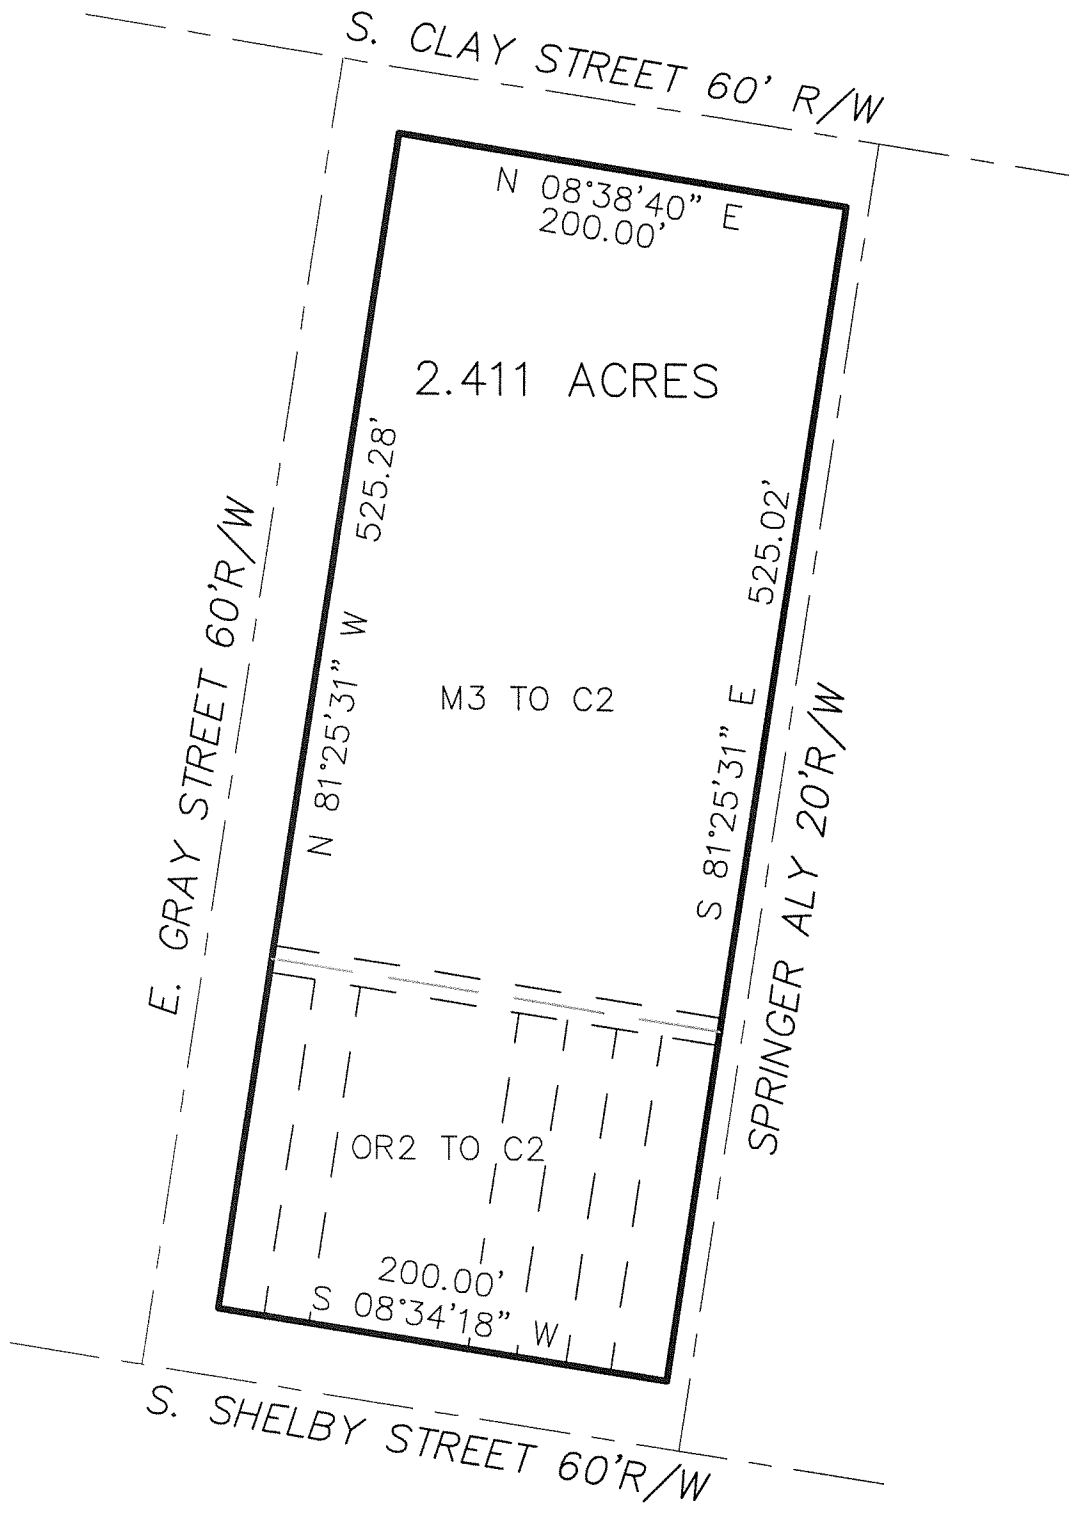 S. CLAY STREET 60' R/W
N 08°38'40" E
200.00'
2.411 ACRES
525.28'
N 81°25'31" W
525.02'
S 81°25'31" E
E. GRAY STREET 60'R/W
M3 TO C2
SPRINGER ALY 20'R/W
OR2 TO C2
200.00'
S 08°34'18" W
S. SHELBY STREET 60'R/W